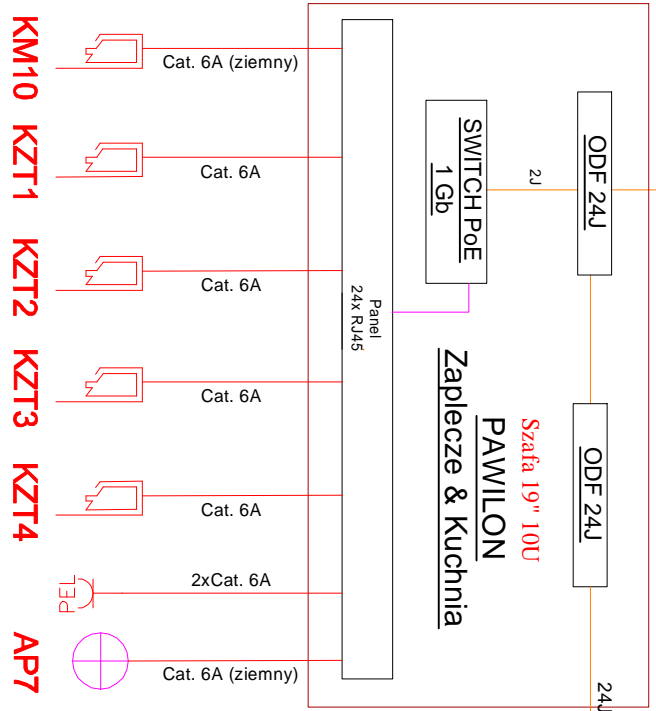 KM10
Cat. 6A (ziemny)
KZT1
Cat. 6A
KZT2
Cat. 6A
KZT3
Cat. 6A
KZT4
Cat. 6A
PEL
2xCat. 6A
AP7
Cat. 6A (ziemny)
Panel
24x RJ45
SWITCH PoE
1 Gb
2J
ODF 24J
ODF 24J
24J
Szafa 19" 10U
PAWILON
Zaplecze & Kuchnia